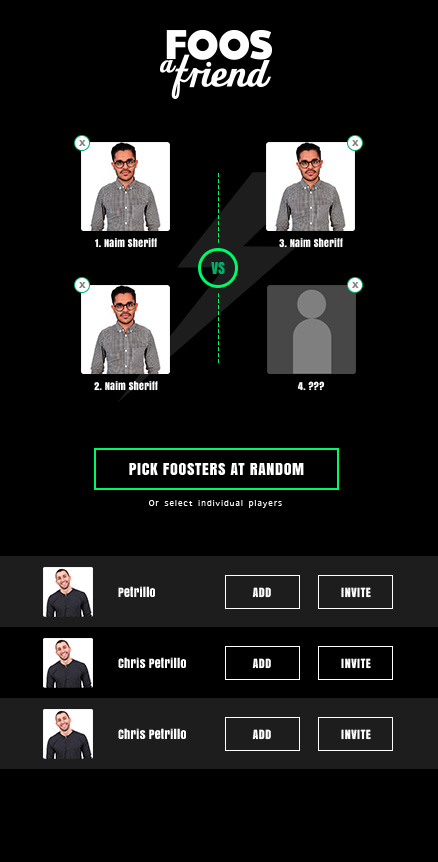 FOOS
a friend
X
X
1. Naim Sheriff
3. Naim Sheriff
VS
X
X
2. Naim Sheriff
4. ???
PICK FOOSTERS AT RANDOM
Or select individual players
Petrillo
ADD
INVITE
Chris Petrillo
ADD
INVITE
Chris Petrillo
ADD
INVITE